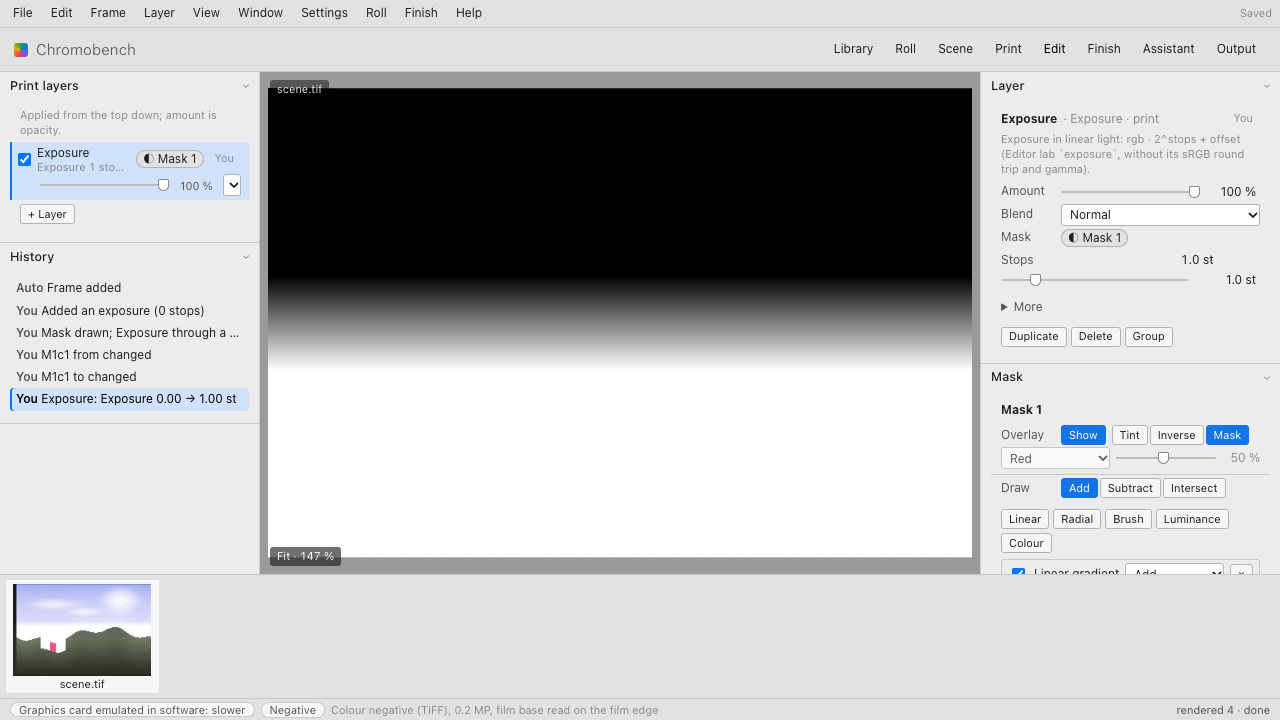 File Edit Frame Layer View Window Settings Roll Finish Help Saved
Chromobench Library Roll Scene Print Edit Finish Assistant Output
Print layers
Applied from the top down; amount is
opacity.
Exposure
Exposure 1 sto...
Mask 1 You
100 %
+ Layer
History
Auto Frame added
You Added an exposure (0 stops)
You Mask drawn; Exposure through a ...
You M1c1 from changed
You M1c1 to changed
You Exposure: Exposure 0.00 → 1.00 st
scene.tif
Fit · 147 %
Layer
Exposure · Exposure · print You
Exposure in linear light: rgb · 2^stops + offset
(Editor lab `exposure`, without its sRGB round
trip and gamma).
Amount 100 %
Blend Normal
Mask Mask 1
Stops 1.0 st
1.0 st
More
Duplicate Delete Group
Mask
Mask 1
Overlay Show Tint Inverse Mask
Red 50 %
Draw Add Subtract Intersect
Linear Radial Brush Luminance
Colour
Linear gradient Add
scene.tif
Graphics card emulated in software: slower Negative Colour negative (TIFF), 0.2 MP, film base read on the film edge rendered 4 · done